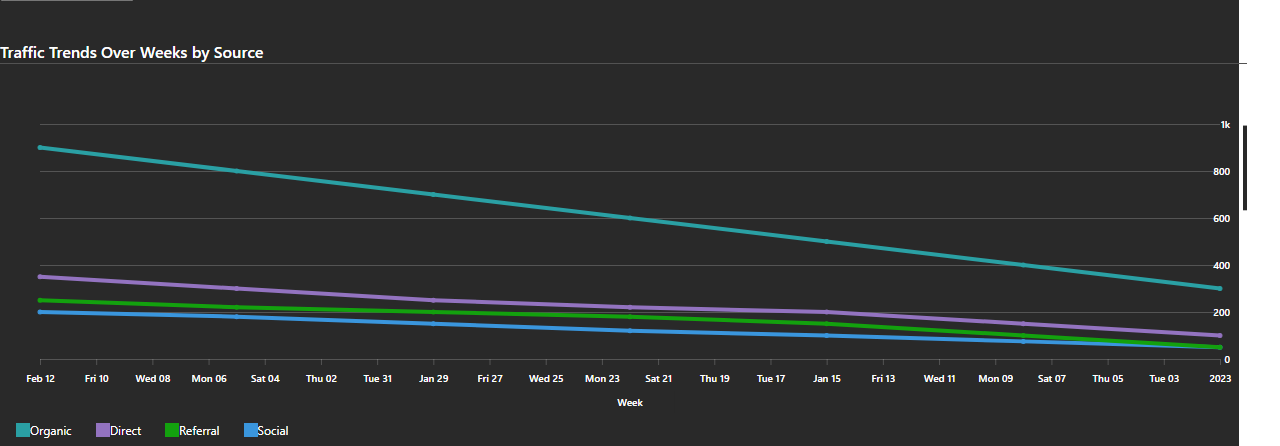 Traffic Trends Over Weeks by Source
1k
800
600
400
200
0
Feb 12 Fri 10 Wed 08 Mon 06 Sat 04 Thu 02 Tue 31 Jan 29 Fri 27 Wed 25 Mon 23 Sat 21 Thu 19 Tue 17 Jan 15 Fri 13 Wed 11 Mon 09 Sat 07 Thu 05 Tue 03 2023
Week
Organic Direct Referral Social